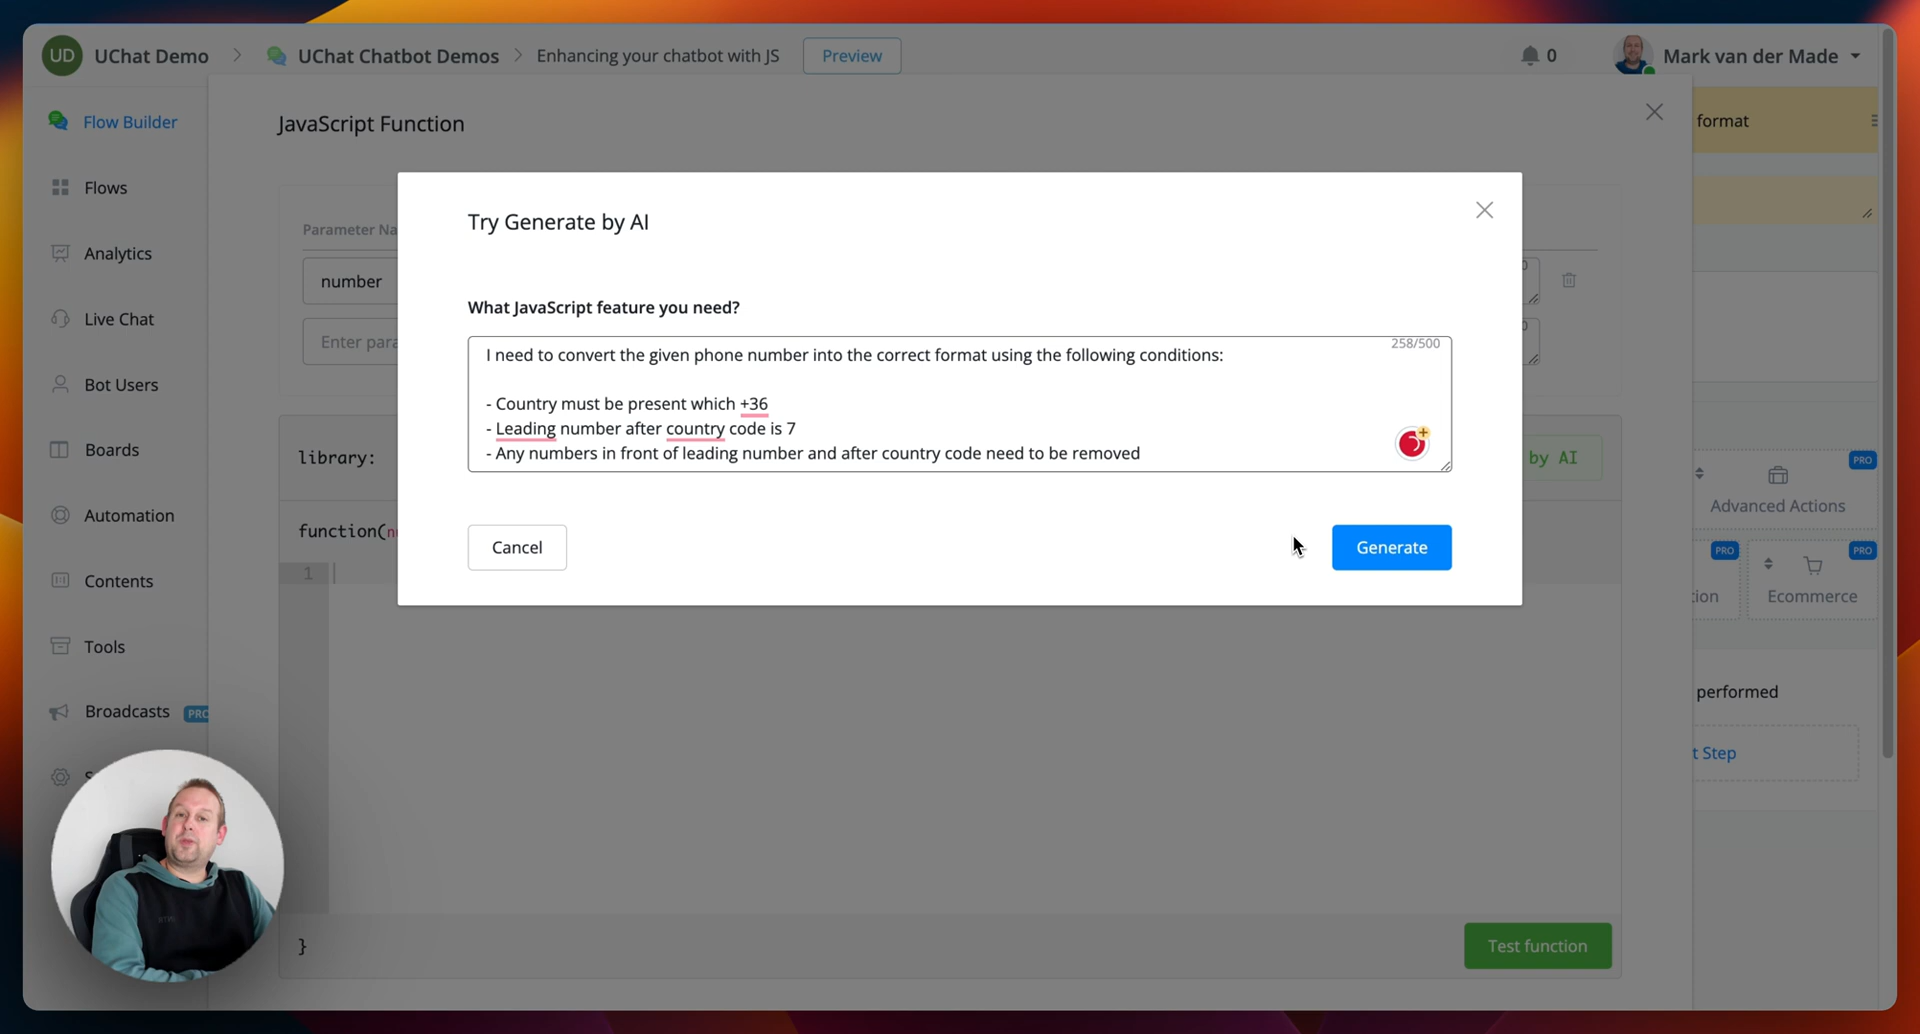 UD UChat Demo > UChat Chatbot Demos > Enhancing your chatbot with JS Preview 0 Mark van der Made
Flow Builder
Flows
Analytics
Live Chat
Bot Users
Boards
Automation
Contents
Tools
Broadcasts PRO
JavaScript Function
format
Parameter Na
number
Enter para
Try Generate by AI
What JavaScript feature you need?
258/500
I need to convert the given phone number into the correct format using the following conditions:
- Country must be present which +36
- Leading number after country code is 7
- Any numbers in front of leading number and after country code need to be removed
Cancel
Generate
library:
by AI
function(n
1
}
Test function
PRO
Advanced Actions
PRO
PRO
tion
Ecommerce
performed
t Step